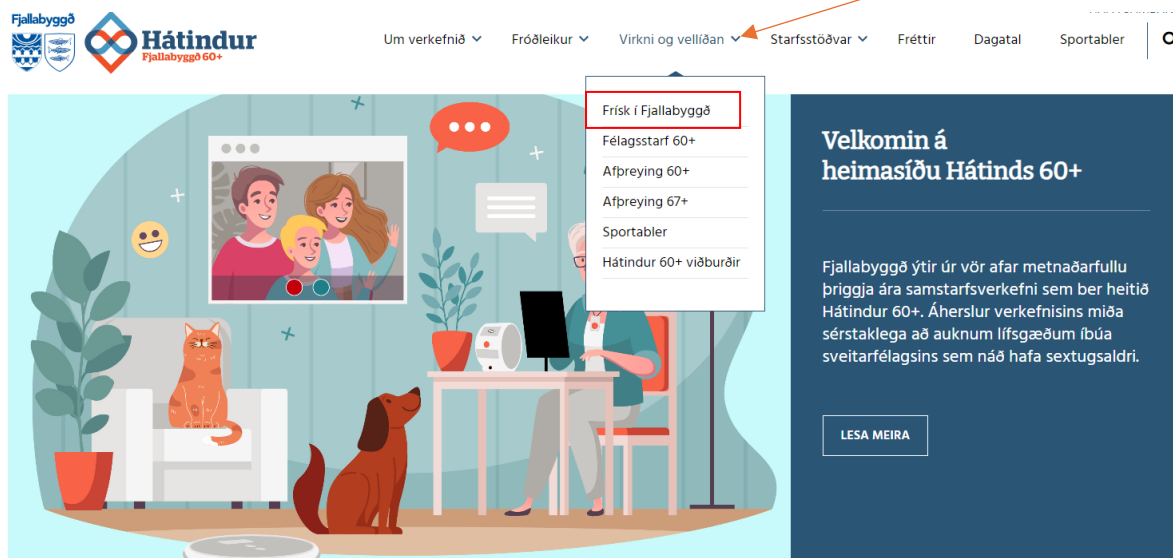 Fjallabyggð
Hátindur
Fjallabyggð 60+
Um verkefnið
Fróðleikur
Virkni og vellíðan
Starfsstöðvar
Fréttir
Dagatal
Sportabler
Frísk í Fjallabyggð
Félagsstarf 60+
Afþreying 60+
Afþreying 67+
Sportabler
Hátindur 60+ viðburðir
Velkomin á
heimasíðu Hátinds 60+
Fjallabyggð ýtir úr vör afar metnaðarfullu
þriggja ára samstarfsverkefni sem ber heitið
Hátindur 60+. Áherslur verkefnisins miða
sérstaklega að auknum lífsgæðum íbúa
sveitarfélagsins sem náð hafa sextugsaldri.
LESA MEIRA